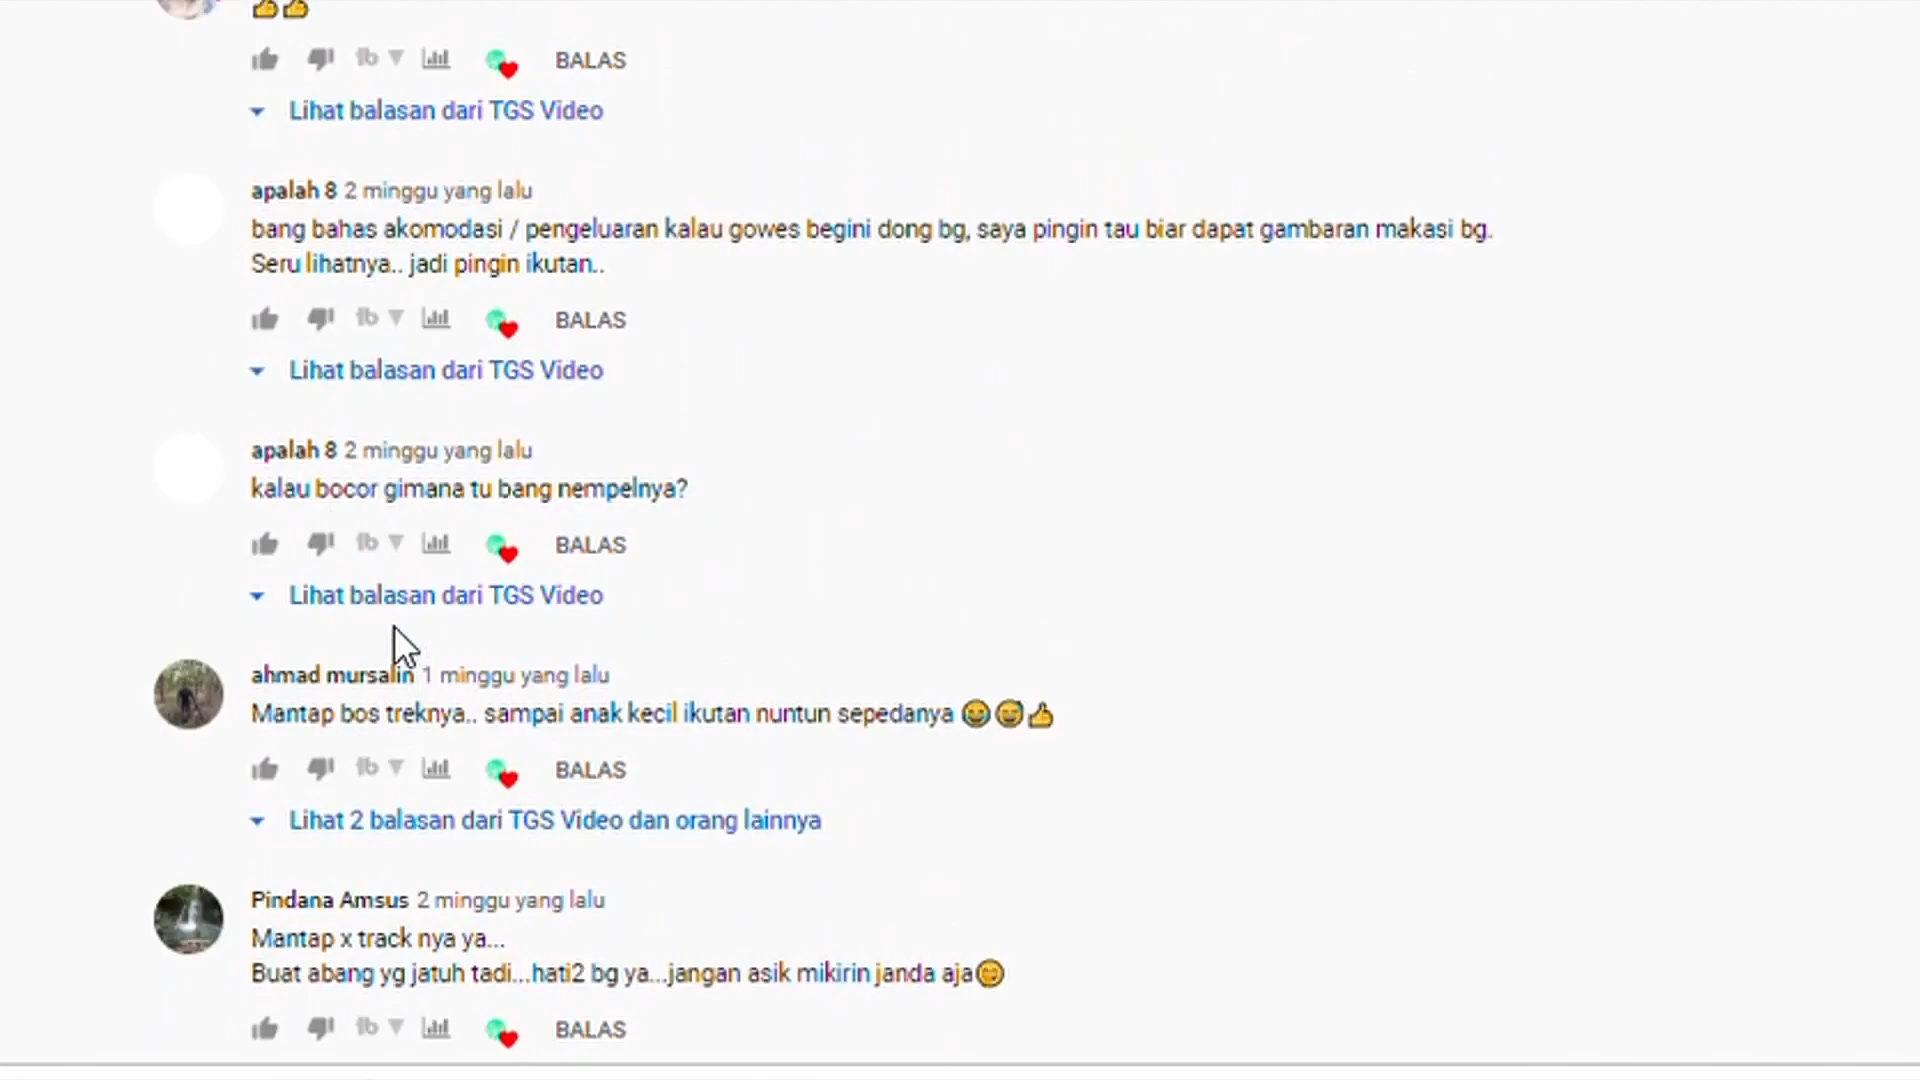 👍👍
BALAS
Lihat balasan dari TGS Video
apalah 8 2 minggu yang lalu
bang bahas akomodasi / pengeluaran kalau gowes begini dong bg, saya pingin tau biar dapat gambaran makasi bg.
Seru lihatnya.. jadi pingin ikutan..
BALAS
Lihat balasan dari TGS Video
apalah 8 2 minggu yang lalu
kalau bocor gimana tu bang nempelnya?
BALAS
Lihat balasan dari TGS Video
ahmad mursalin 1 minggu yang lalu
Mantap bos treknya.. sampai anak kecil ikutan nuntun sepedanya 😄😅👍
BALAS
Lihat 2 balasan dari TGS Video dan orang lainnya
Pindana Amsus 2 minggu yang lalu
Mantap x track nya ya...
Buat abang yg jatuh tadi...hati2 bg ya...jangan asik mikirin janda aja😁
BALAS